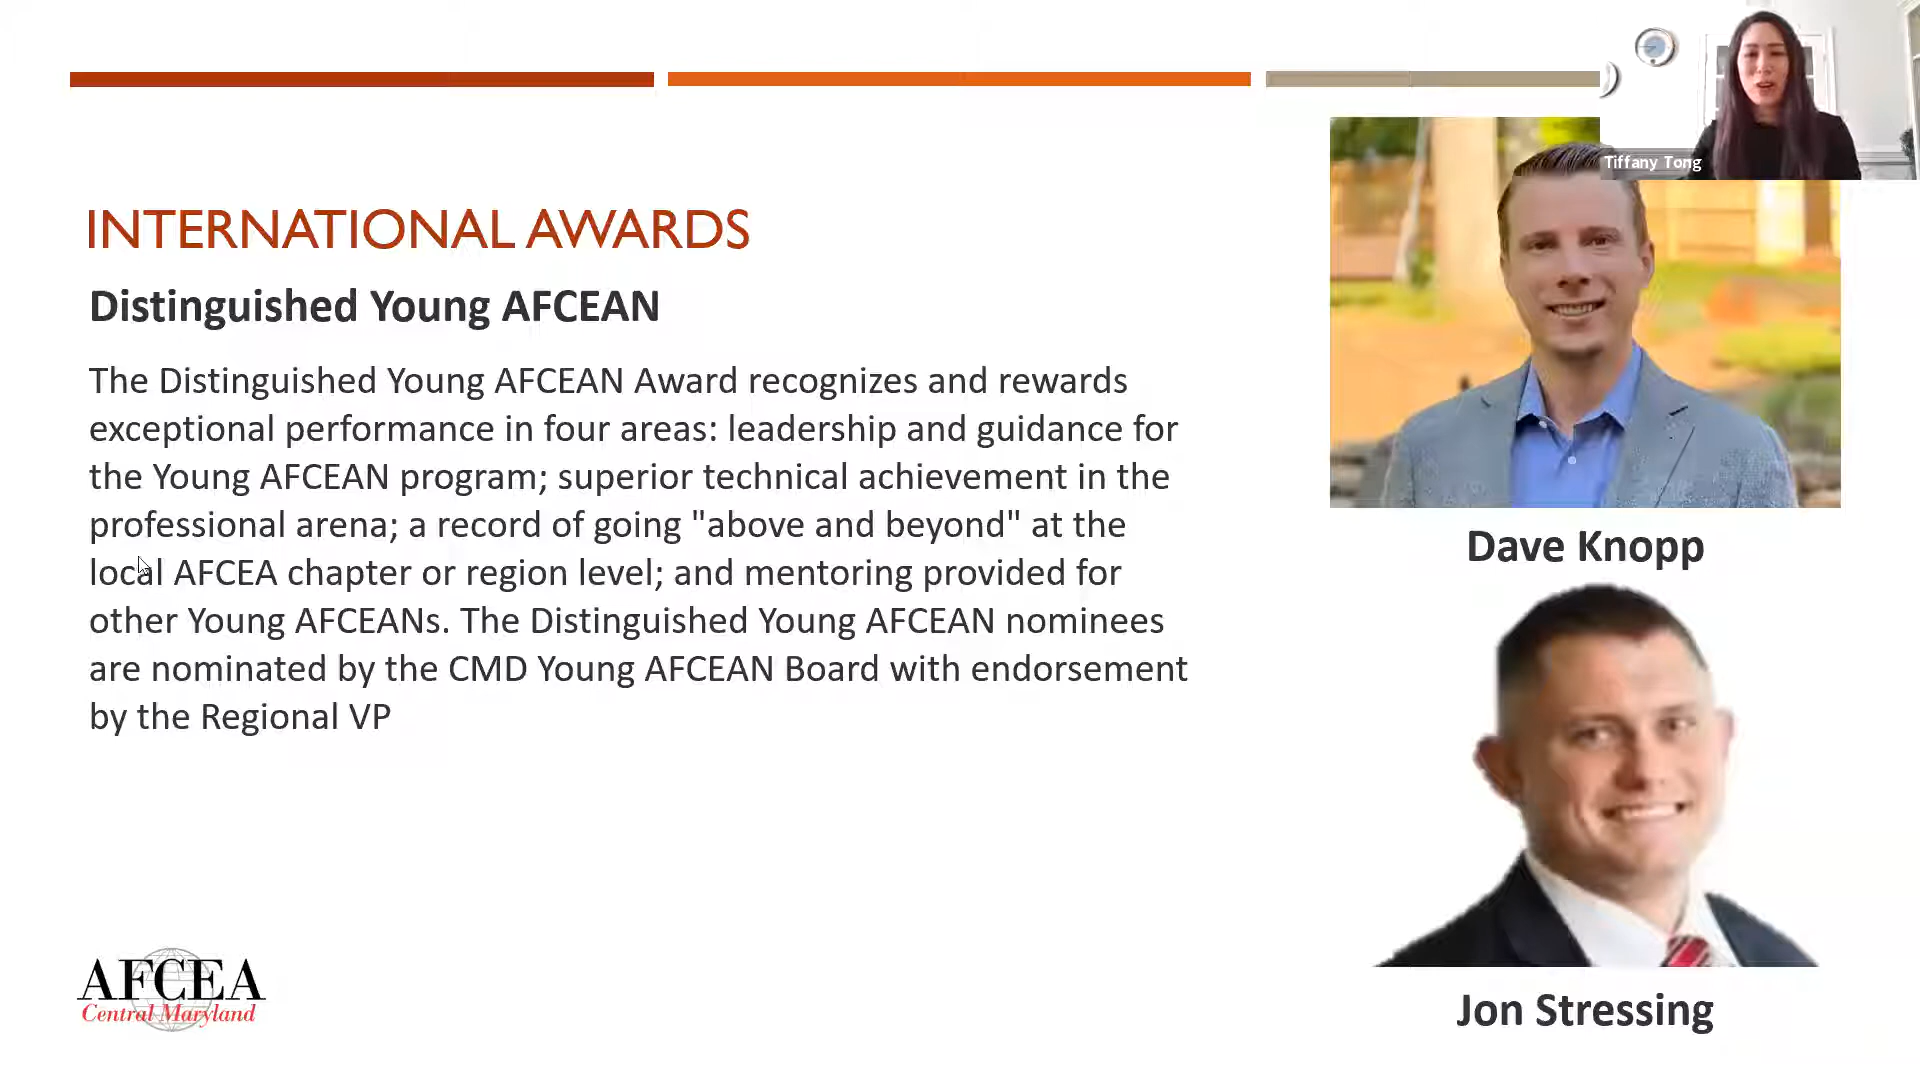 Tiffany Tong
INTERNATIONAL AWARDS
Distinguished Young AFCEAN
The Distinguished Young AFCEAN Award recognizes and rewards
exceptional performance in four areas: leadership and guidance for
the Young AFCEAN program; superior technical achievement in the
professional arena; a record of going "above and beyond" at the
local AFCEA chapter or region level; and mentoring provided for
other Young AFCEANs. The Distinguished Young AFCEAN nominees
are nominated by the CMD Young AFCEAN Board with endorsement
by the Regional VP
Dave Knopp
Jon Stressing
AFCEA
Central Maryland